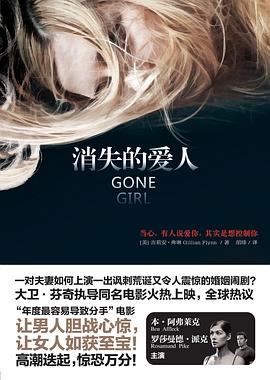 消失的爱人
GONE
GIRL
当心，有人说爱你，其实是想控制你
[美] 吉莉安·弗琳 Gillian Flynn 著 胡绯 / 译
一对夫妻如何上演一出讽刺荒诞又令人震惊的婚姻闹剧？
大卫·芬奇执导同名电影火热上映，全球热议
“年度最容易导致分手”电影
让男人胆战心惊，
让女人如获至宝！
高潮迭起，惊恐万分！
本·阿弗莱克
Ben Affleck
罗莎曼德·派克
Rosamund Pike
主演